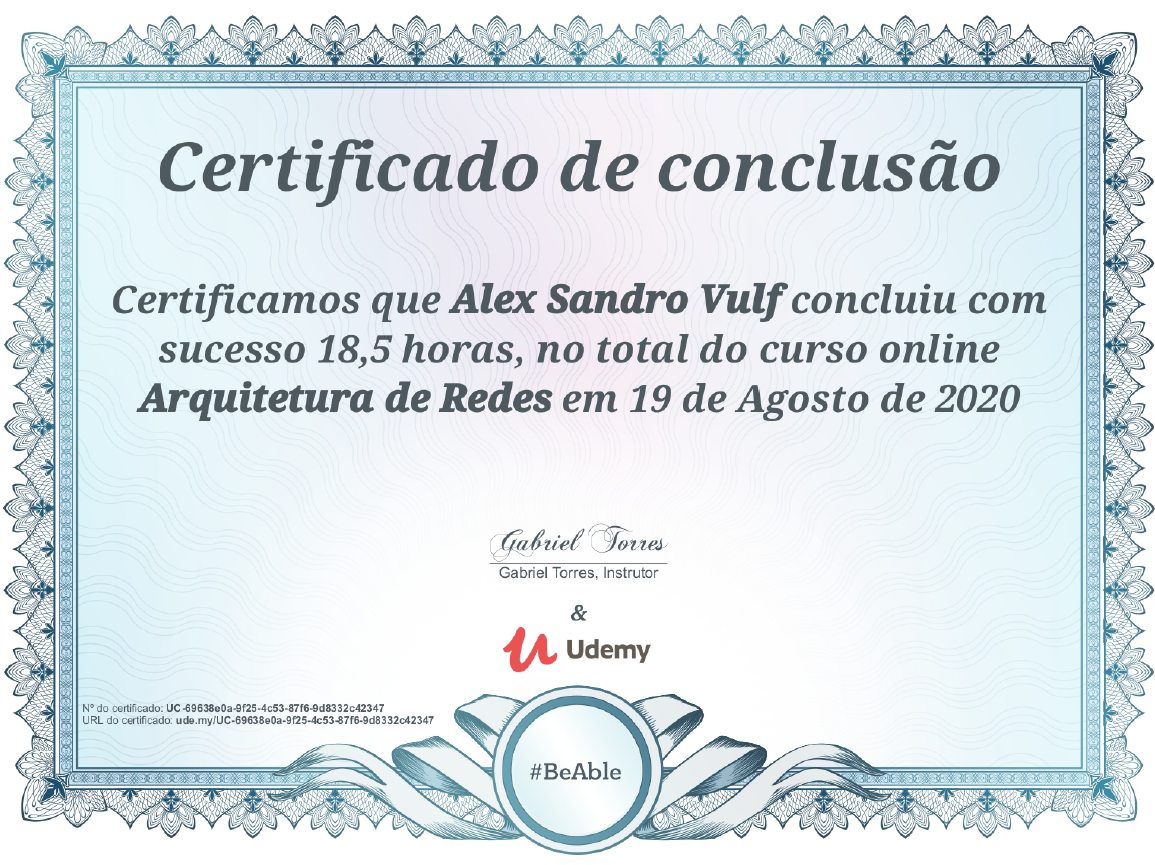 Certificado de conclusão
Certificamos que Alex Sandro Vulf concluiu com
sucesso 18,5 horas, no total do curso online
Arquitetura de Redes em 19 de Agosto de 2020
Gabriel Torres
Gabriel Torres, Instrutor
&
Udemy
Nº do certificado: UC-69638e0a-9f25-4c53-87f6-9d8332c42347
URL do certificado: ude.my/UC-69638e0a-9f25-4c53-87f6-9d8332c42347
#BeAble